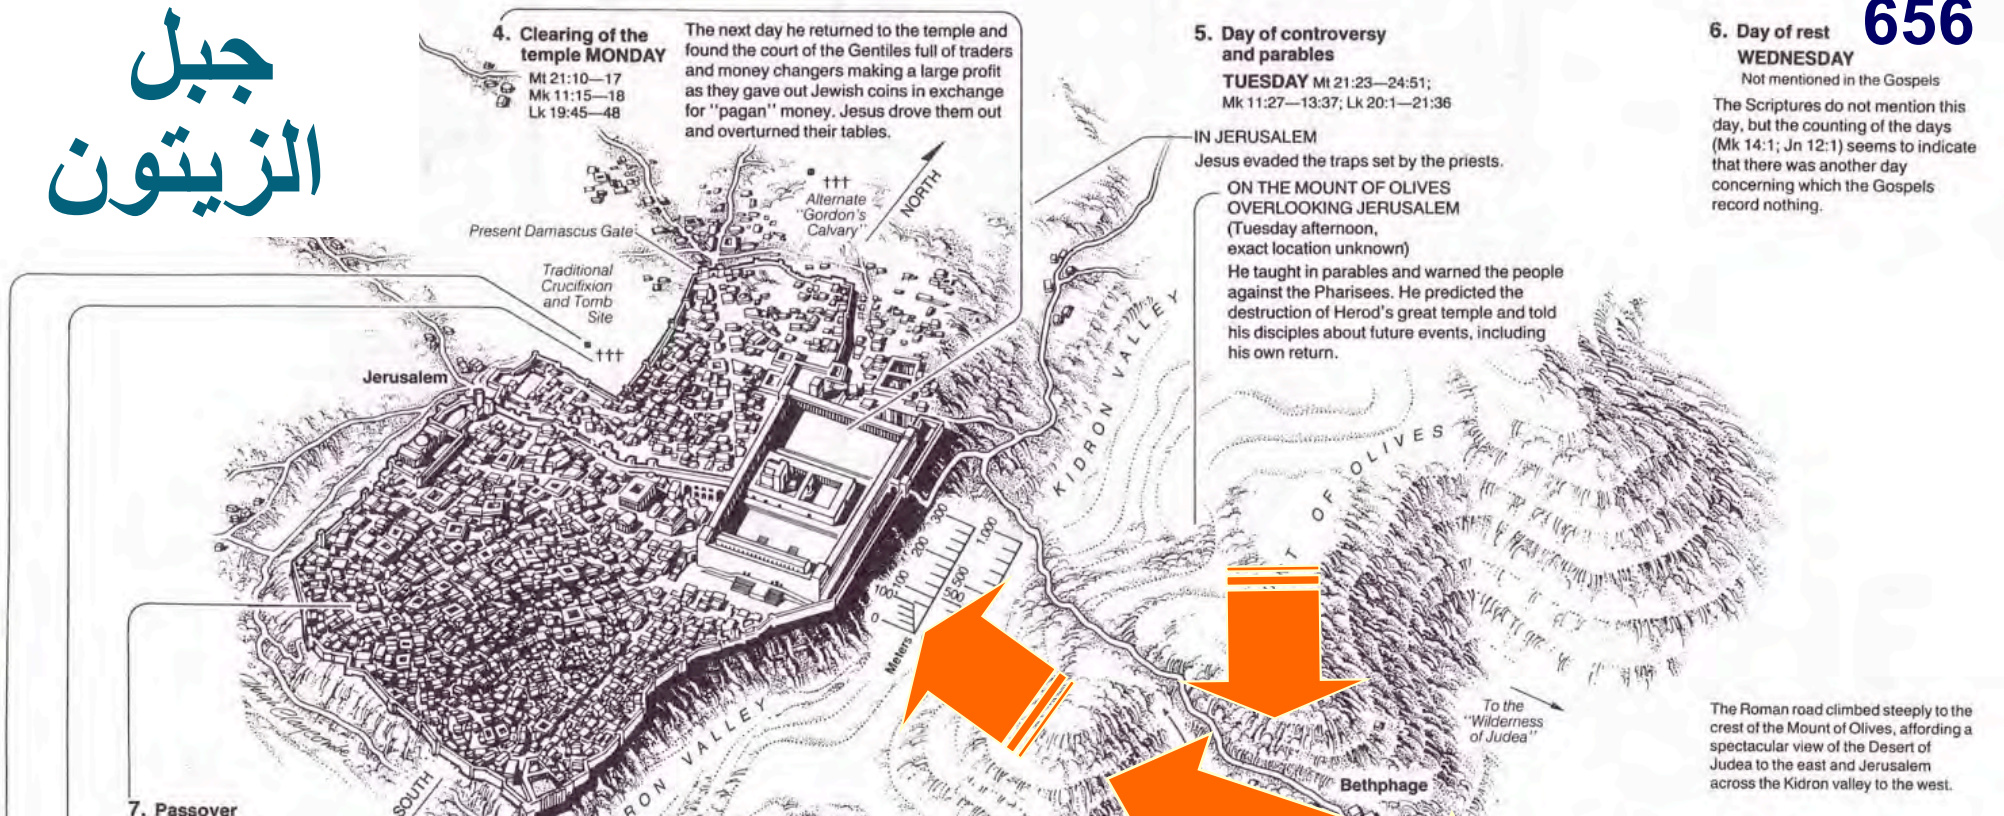 جبل
الزيتون
4. Clearing of the
temple MONDAY
Mt 21:10—17
Mk 11:15—18
Lk 19:45—48
The next day he returned to the temple and
found the court of the Gentiles full of traders
and money changers making a large profit
as they gave out Jewish coins in exchange
for "pagan" money. Jesus drove them out
and overturned their tables.
5. Day of controversy
and parables
TUESDAY Mt 21:23—24:51;
Mk 11:27—13:37; Lk 20:1—21:36
IN JERUSALEM
Jesus evaded the traps set by the priests.
ON THE MOUNT OF OLIVES
OVERLOOKING JERUSALEM
(Tuesday afternoon,
exact location unknown)
He taught in parables and warned the people
against the Pharisees. He predicted the
destruction of Herod's great temple and told
his disciples about future events, including
his own return.
6. Day of rest
WEDNESDAY
Not mentioned in the Gospels
The Scriptures do not mention this
day, but the counting of the days
(Mk 14:1; Jn 12:1) seems to indicate
that there was another day
concerning which the Gospels
record nothing.
656
Present Damascus Gate
†††
Alternate
"Gordon's
Calvary"
NORTH
Traditional
Crucifixion
and Tomb
Site
†††
Jerusalem
KIDRON VALLEY
T OF OLIVES
300
200
100
100
0
1000
500
500
Meters
To the
"Wilderness
of Judea"
Bethphage
The Roman road climbed steeply to the
crest of the Mount of Olives, affording a
spectacular view of the Desert of
Judea to the east and Jerusalem
across the Kidron valley to the west.
RON VALLEY
SOUTH
7. Passover